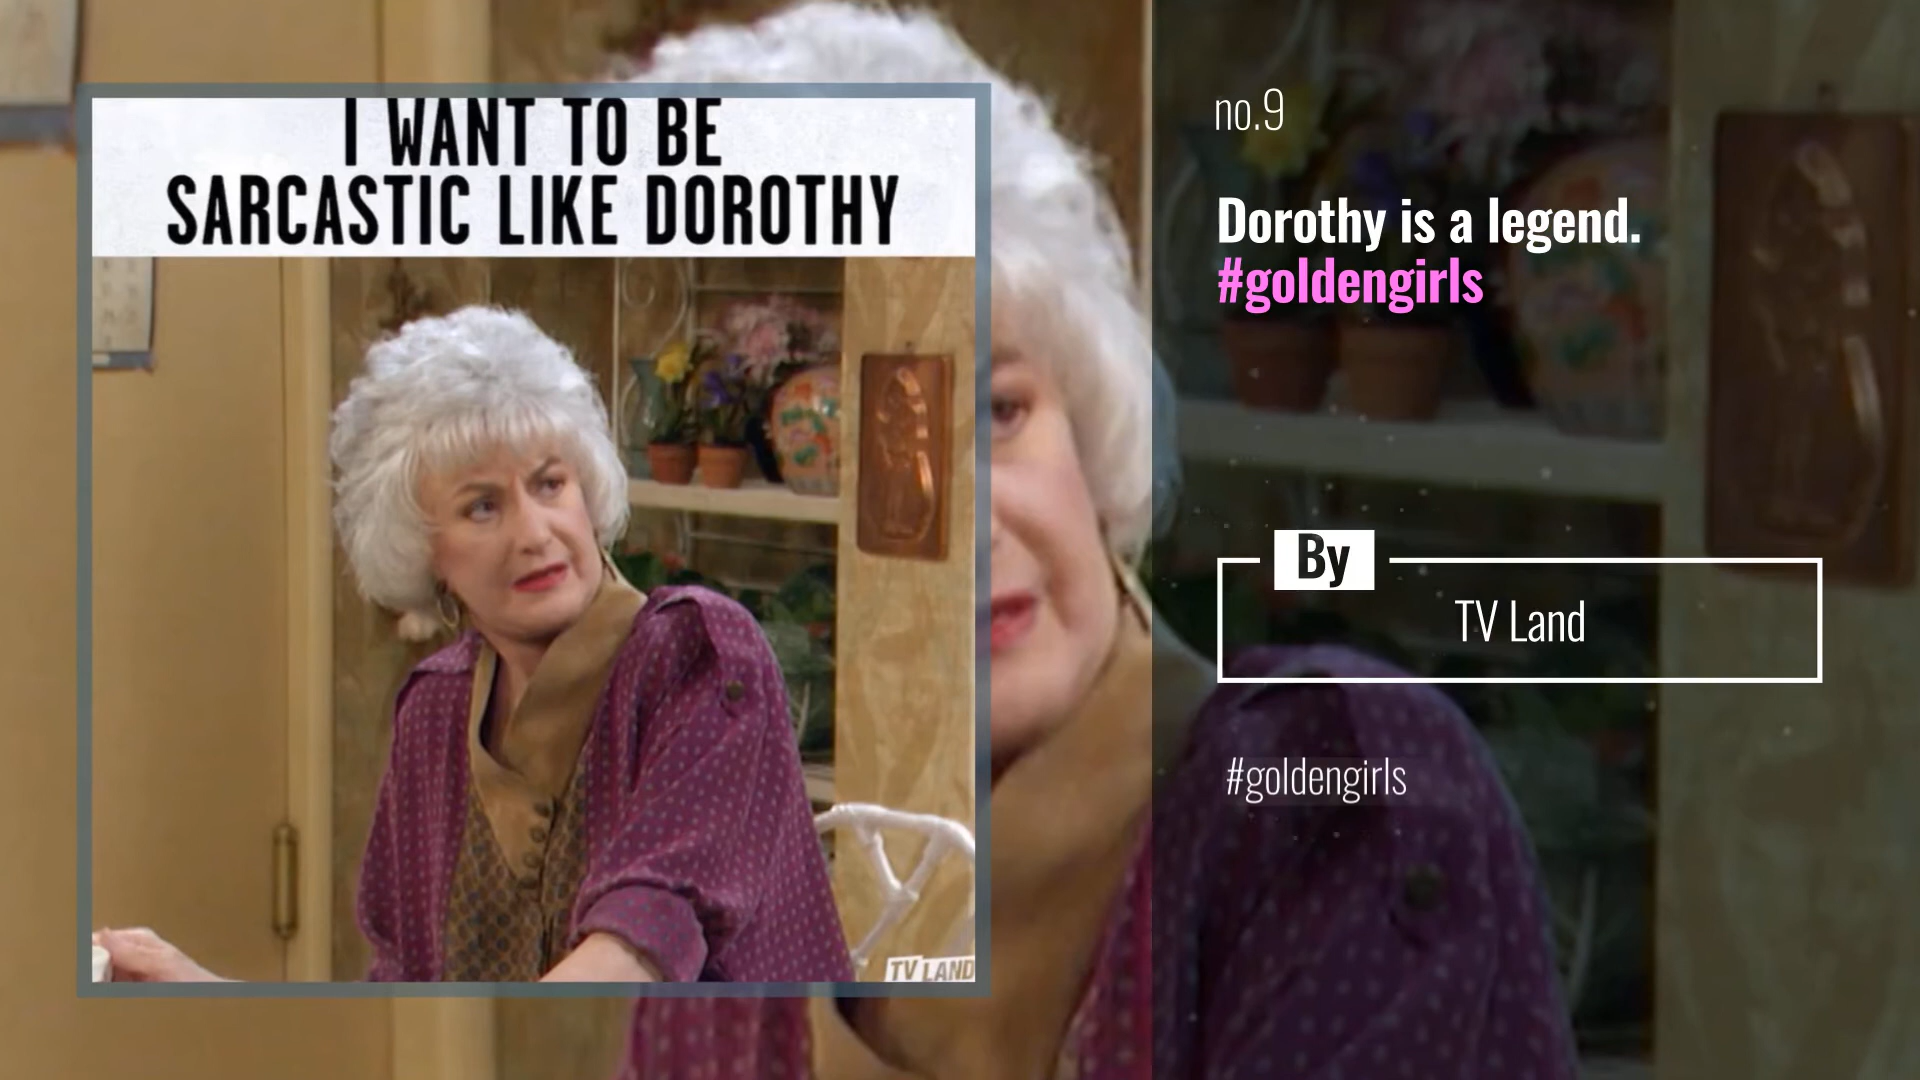 I WANT TO BE
SARCASTIC LIKE DOROTHY
TV LAND
no.9
Dorothy is a legend.
#goldengirls
By
TV Land
#goldengirls